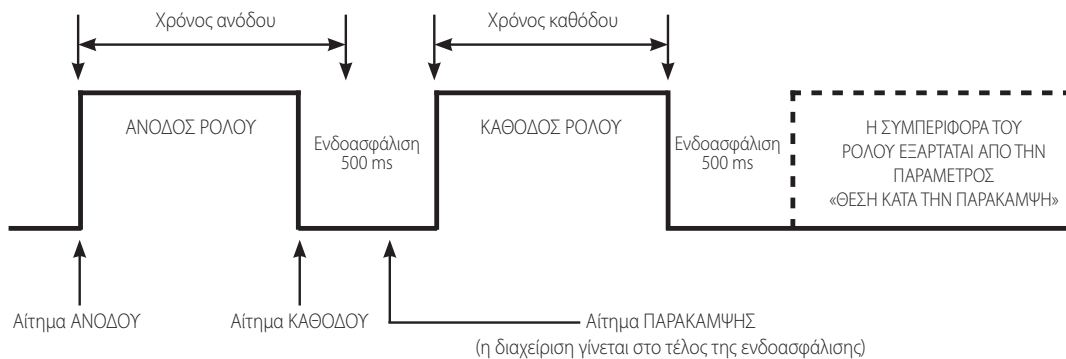 Χρόνος ανόδου
Χρόνος καθόδου
ΑΝΟΔΟΣ ΡΟΛΟΥ
Ενδοασφάλιση
500 ms
ΚΑΘΟΔΟΣ ΡΟΛΟΥ
Ενδοασφάλιση
500 ms
Η ΣΥΜΠΕΡΙΦΟΡΑ ΤΟΥ
ΡΟΛΟΥ ΕΞΑΡΤΑΤΑΙ ΑΠΟ ΤΗΝ
ΠΑΡΑΜΕΤΡΟΣ
«ΘΕΣΗ ΚΑΤΑ ΤΗΝ ΠΑΡΑΚΑΜΨΗ»
Αίτημα ΑΝΟΔΟΥ
Αίτημα ΚΑΘΟΔΟΥ
Αίτημα ΠΑΡΑΚΑΜΨΗΣ
(η διαχείριση γίνεται στο τέλος της ενδοασφάλισης)